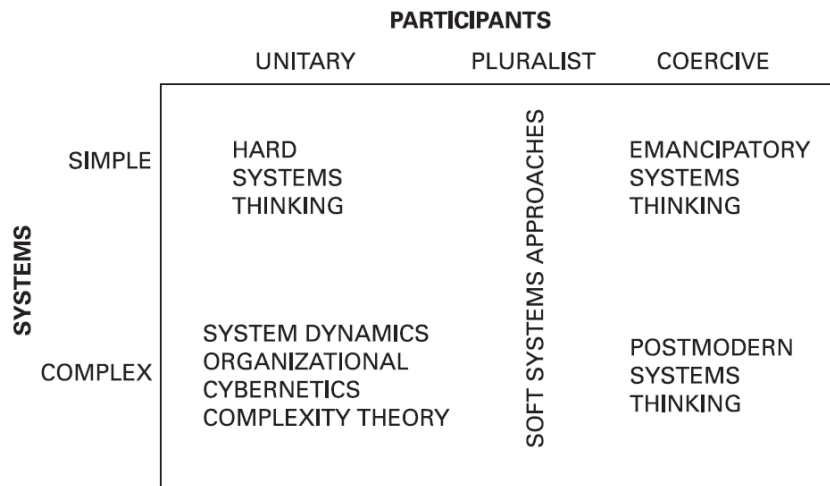 PARTICIPANTS
UNITARY PLURALIST COERCIVE
SYSTEMS
SIMPLE
HARD
SYSTEMS
THINKING
SOFT SYSTEMS APPROACHES
EMANCIPATORY
SYSTEMS
THINKING
COMPLEX
SYSTEM DYNAMICS
ORGANIZATIONAL
CYBERNETICS
COMPLEXITY THEORY
POSTMODERN
SYSTEMS
THINKING